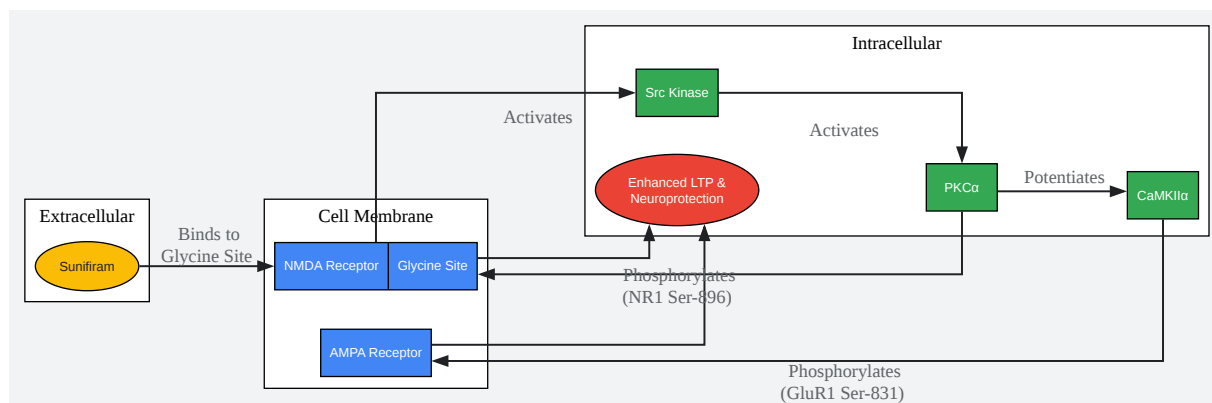 Intracellular
Src Kinase
Activates
Activates
Enhanced LTP &
Neuroprotection
PKCα
Potentiates
CaMKIIα
Extracellular
Sunifiram
Binds to
Glycine Site
Cell Membrane
NMDA Receptor
Glycine Site
Phosphorylates
(NR1 Ser-896)
AMPA Receptor
Phosphorylates
(GluR1 Ser-831)